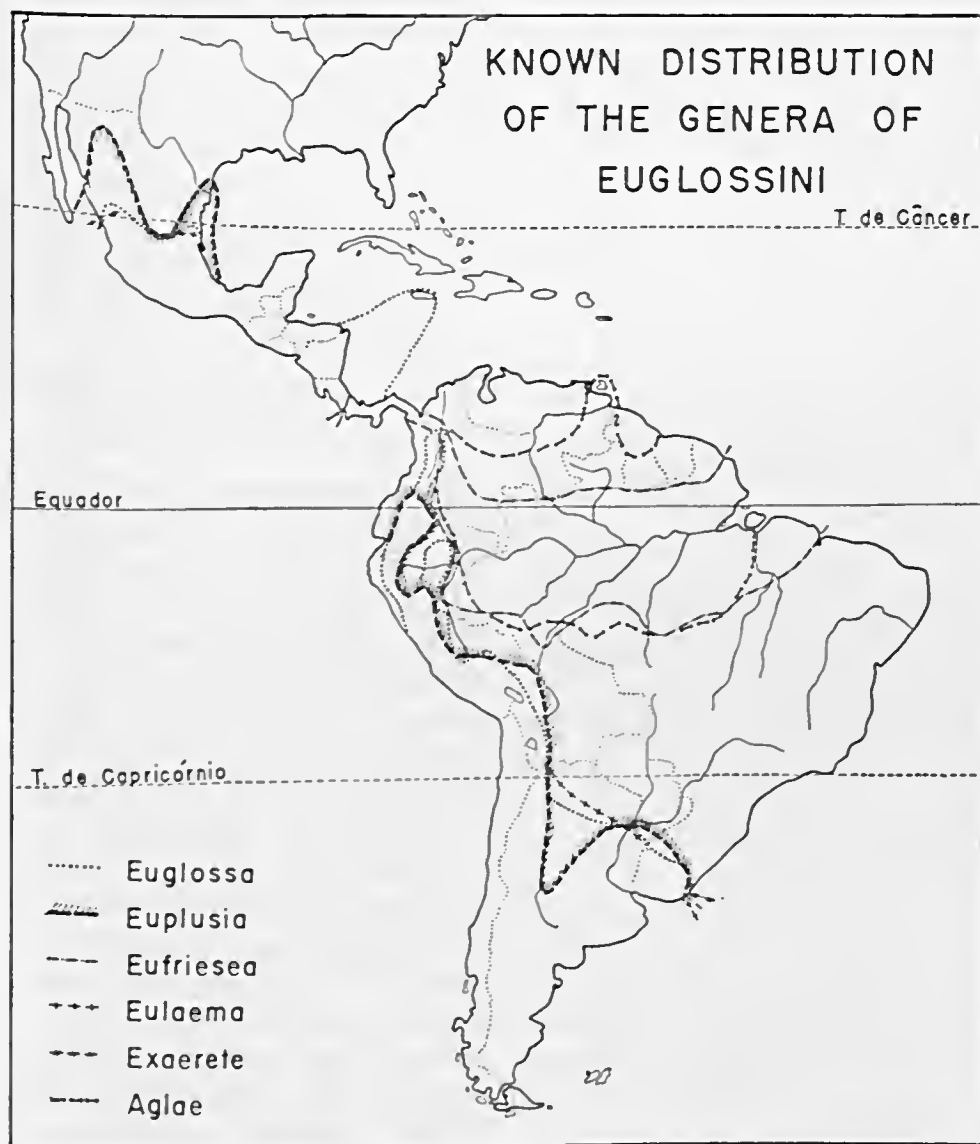 KNOWN DISTRIBUTION
OF THE GENERA OF
EUGLOSSINI
T. de Câncer
Equador
T. de Capricórnio
Euglossa
Euplusia
Eufriesea
Eulaema
Exaerete
Aglae